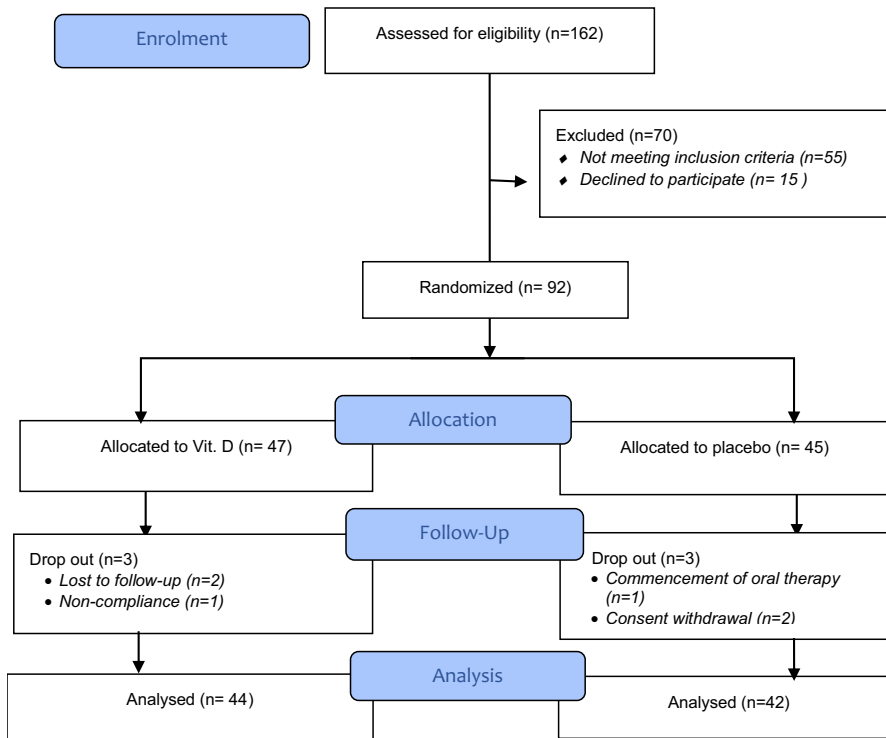 Enrolment
Assessed for eligibility (n=162)
Excluded (n=70)
♦ Not meeting inclusion criteria (n=55)
♦ Declined to participate (n= 15 )
Randomized (n= 92)
Allocation
Allocated to Vit. D (n= 47)
Allocated to placebo (n= 45)
Follow-Up
Drop out (n=3)
• Lost to follow-up (n=2)
• Non-compliance (n=1)
Drop out (n=3)
• Commencement of oral therapy
(n=1)
• Consent withdrawal (n=2)
Analysis
Analysed (n= 44)
Analysed (n=42)